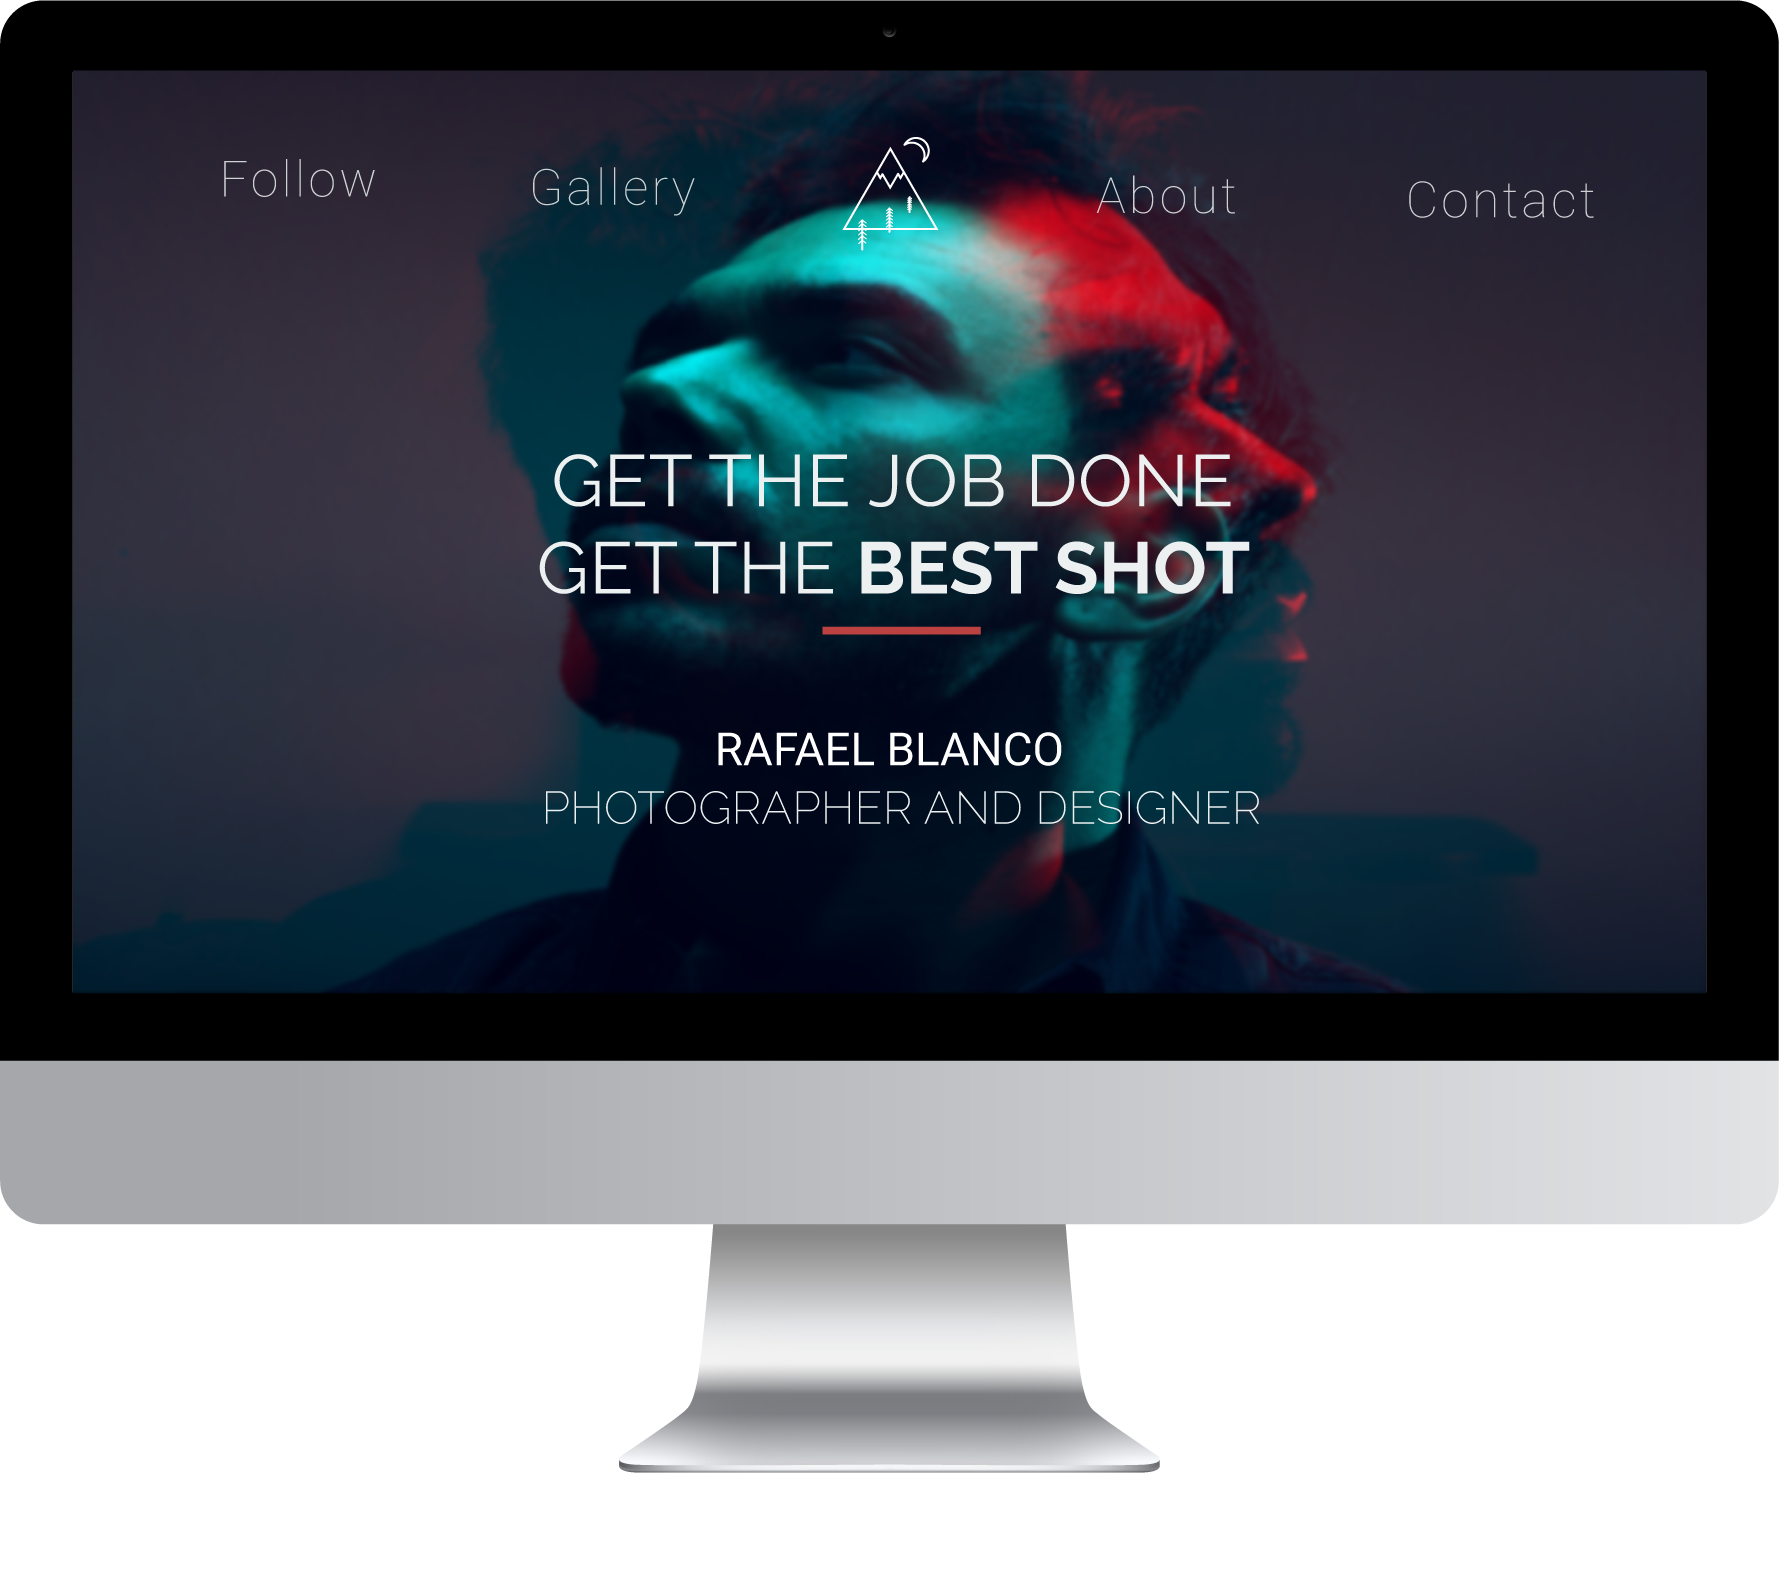 Follow
Gallery
About
Contact
GET THE JOB DONE
GET THE BEST SHOT
RAFAEL BLANCO
PHOTOGRAPHER AND DESIGNER